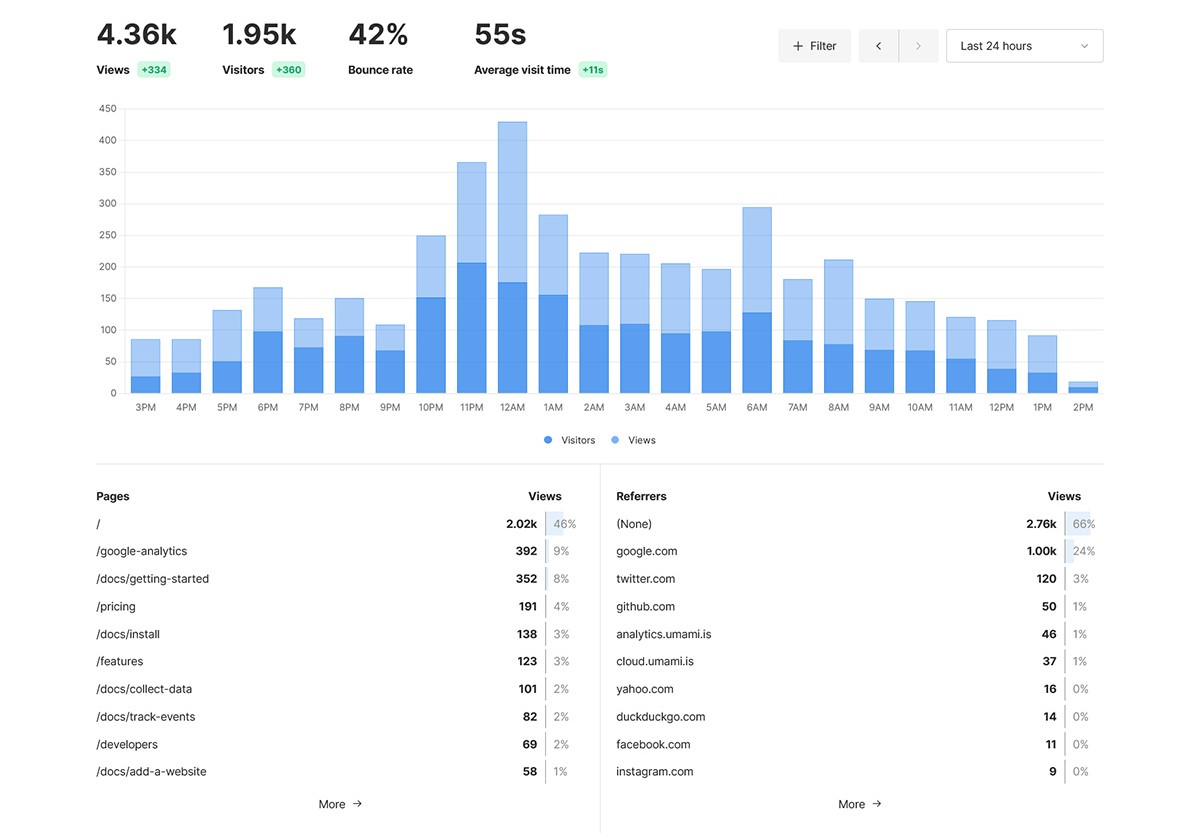 4.36k 1.95k 42% 55s
+ Filter Last 24 hours
Views +334 Visitors +360 Bounce rate Average visit time +11s
450
400
350
300
250
200
150
100
50
0
3PM 4PM 5PM 6PM 7PM 8PM 9PM 10PM 11PM 12AM 1AM 2AM 3AM 4AM 5AM 6AM 7AM 8AM 9AM 10AM 11AM 12PM 1PM 2PM
Visitors Views
Pages Views
/ 2.02k 46%
/google-analytics 392 9%
/docs/getting-started 352 8%
/pricing 191 4%
/docs/install 138 3%
/features 123 3%
/docs/collect-data 101 2%
/docs/track-events 82 2%
/developers 69 2%
/docs/add-a-website 58 1%
More →
Referrers Views
(None) 2.76k 66%
google.com 1.00k 24%
twitter.com 120 3%
github.com 50 1%
analytics.umami.is 46 1%
cloud.umami.is 37 1%
yahoo.com 16 0%
duckduckgo.com 14 0%
facebook.com 11 0%
instagram.com 9 0%
More →